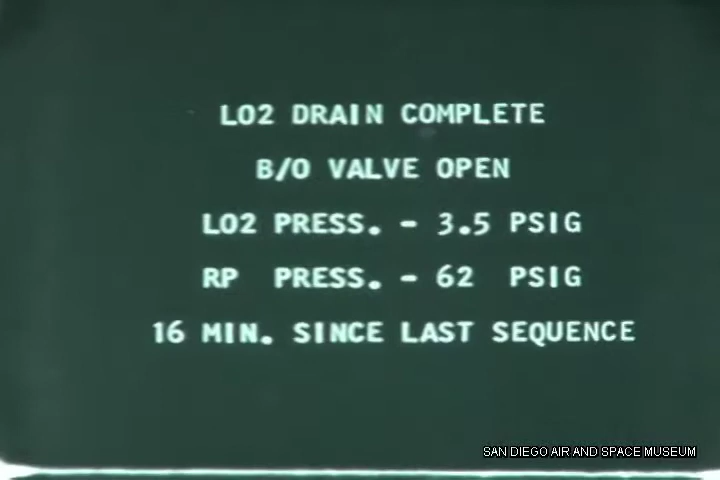 LO2 DRAIN COMPLETE
B/O VALVE OPEN
LO2 PRESS. - 3.5 PSIG
RP PRESS. - 62 PSIG
16 MIN. SINCE LAST SEQUENCE
SAN DIEGO AIR AND SPACE MUSEUM